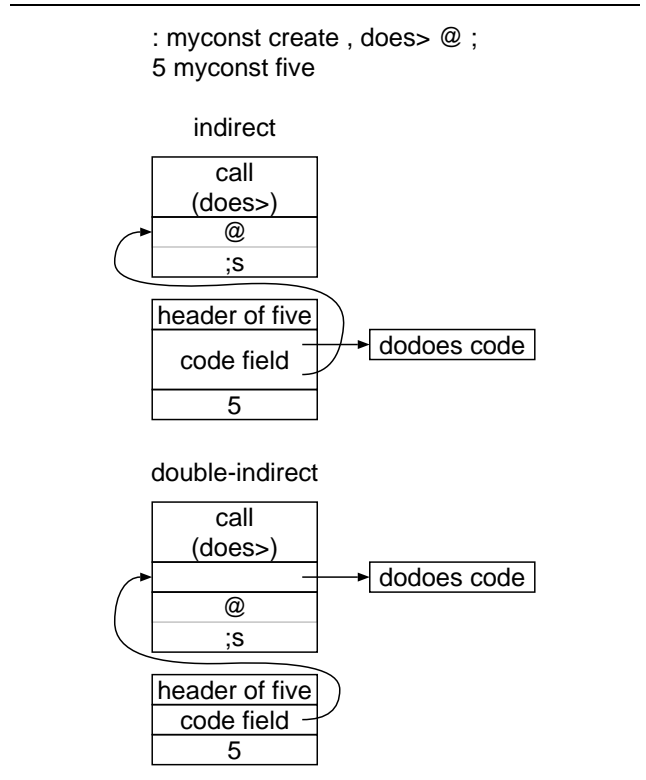 : myconst create , does> @ ;
5 myconst five
indirect
call
(does>)
@
;s
header of five
code field
dodoes code
5
double-indirect
call
(does>)
dodoes code
@
;s
header of five
code field
5